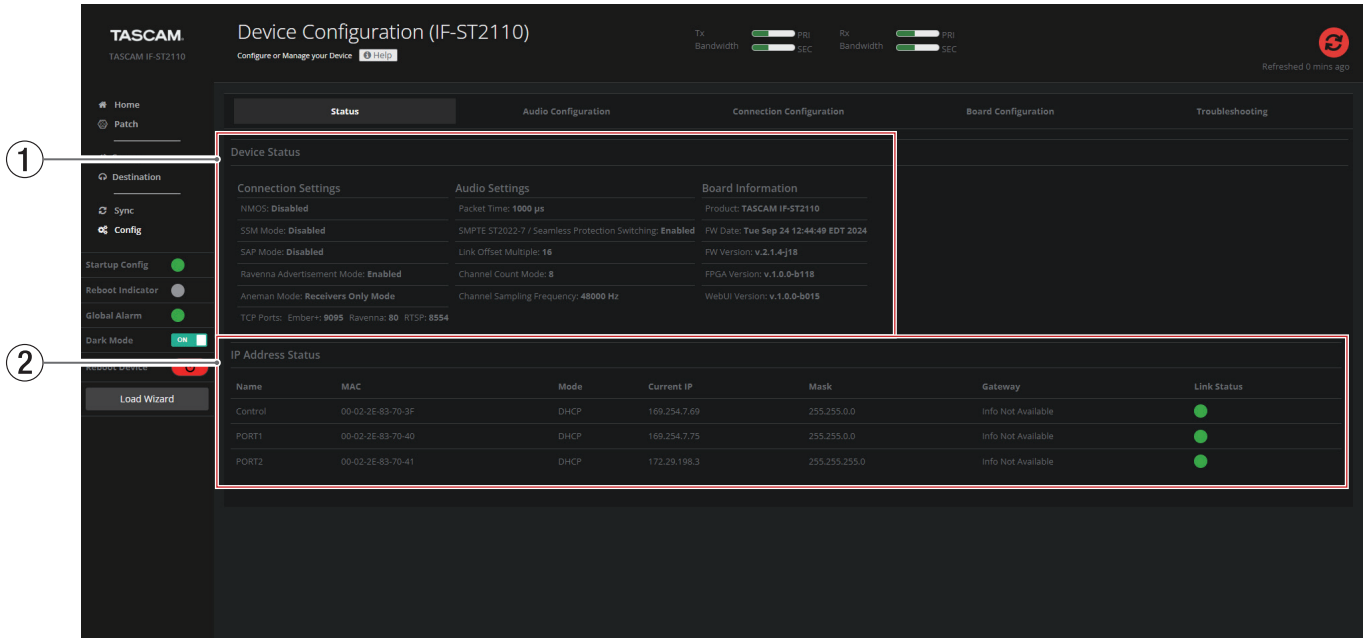 TASCAM.
TASCAM IF-ST2110
Device Configuration (IF-ST2110)
Configure or Manage your Device Help
Tx Bandwidth PRI SEC
Rx Bandwidth PRI SEC
Refreshed 0 mins ago
Home
Patch
Destination
Sync
Config
Startup Config
Reboot Indicator
Global Alarm
Dark Mode ON
Reboot Device
Load Wizard
Status Audio Configuration Connection Configuration Board Configuration Troubleshooting
1
Device Status
Connection Settings Audio Settings Board Information
NMOS: Disabled Packet Time: 1000 µs Product: TASCAM IF-ST2110
SSM Mode: Disabled SMPTE ST2022-7 / Seamless Protection Switching: Enabled FW Date: Tue Sep 24 12:44:49 EDT 2024
SAP Mode: Disabled Link Offset Multiple: 16 FW Version: v.2.1.4-j18
Ravenna Advertisement Mode: Enabled Channel Count Mode: 8 FPGA Version: v.1.0.0-b118
Aneman Mode: Receivers Only Mode Channel Sampling Frequency: 48000 Hz WebUI Version: v.1.0.0-b015
TCP Ports: Ember+: 9095 Ravenna: 80 RTSP: 8554
2
IP Address Status
Name MAC Mode Current IP Mask Gateway Link Status
Control 00-02-2E-83-70-3F DHCP 169.254.7.69 255.255.0.0 Info Not Available
PORT1 00-02-2E-83-70-40 DHCP 169.254.7.75 255.255.0.0 Info Not Available
PORT2 00-02-2E-83-70-41 DHCP 172.29.198.3 255.255.255.0 Info Not Available